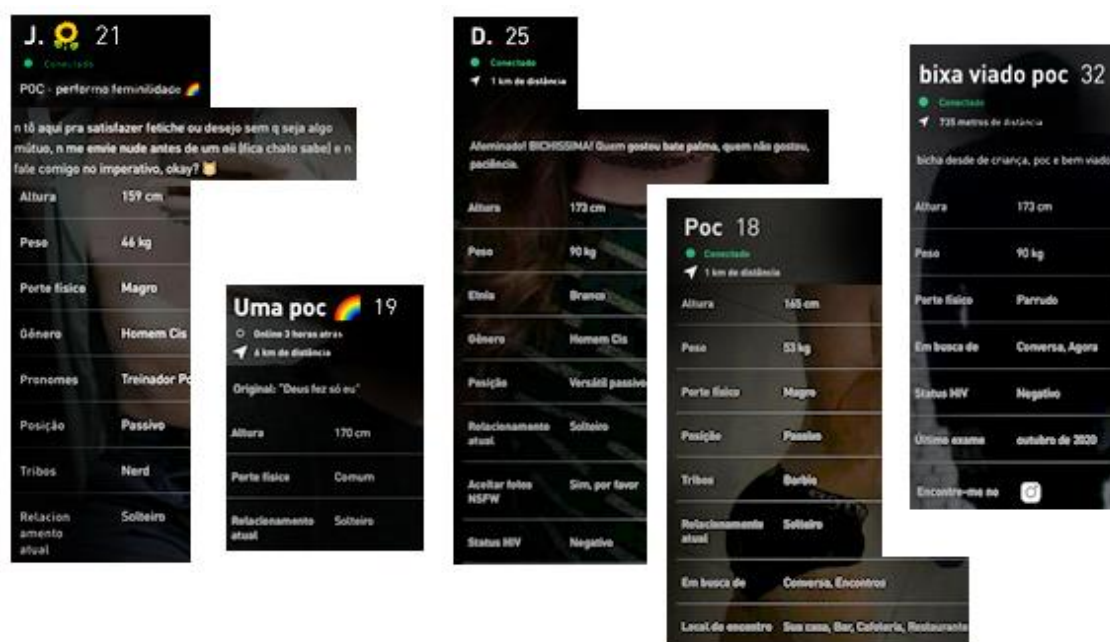 J. 🌻 21
Conectado
POC - performo feminilidade 🌈
n tô aqui pra satisfazer fetiche ou desejo sem q seja algo
mútuo, n me envie nude antes de um oii (fica chato sabe) e n
fale comigo no imperativo, okay?
Altura 159 cm
Peso 46 kg
Porte físico Magro
Gênero Homem Cis
Pronomes Treinador Po
Posição Passivo
Tribos Nerd
Relacion
amento
atual Solteiro
Uma poc 🌈 19
Online 3 horas atrás
6 km de distância
Original: "Deus fez só eu"
Altura 170 cm
Porte físico Comum
Relacionamento
atual Solteiro
D. 25
Conectado
1 km de distância
Afeminado! BICHISSIMA! Quem gostou bate palma, quem não gostou,
paciência.
Altura 173 cm
Peso 90 kg
Etnia Branco
Gênero Homem Cis
Posição Versátil passivo
Relacionamento
atual Solteiro
Aceitar fotos
NSFW Sim, por favor
Status HIV Negativo
Poc 18
Conectado
1 km de distância
Altura 165 cm
Peso 53 kg
Porte físico Magro
Posição Passivo
Tribos Barbie
Relacionamento
atual Solteiro
Em busca de Conversa, Encontros
Local de encontro Sua casa, Bar, Cafeteria, Restaurante
bixa viado poc 32
Conectado
735 metros de distância
bicha desde de criança, poc e bem viado
Altura 173 cm
Peso 90 kg
Porte físico Parrudo
Em busca de Conversa, Agora
Status HIV Negativo
Último exame outubro de 2020
Encontre-me no